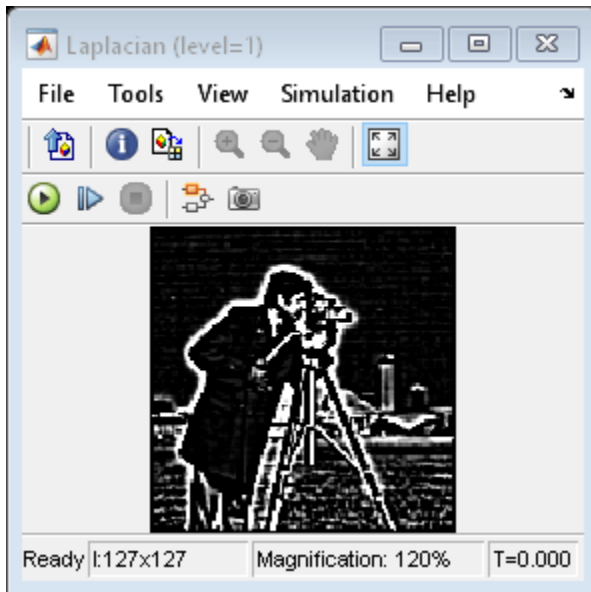 Laplacian (level=1)
File Tools View Simulation Help
Ready I:127x127 Magnification: 120% T=0.000